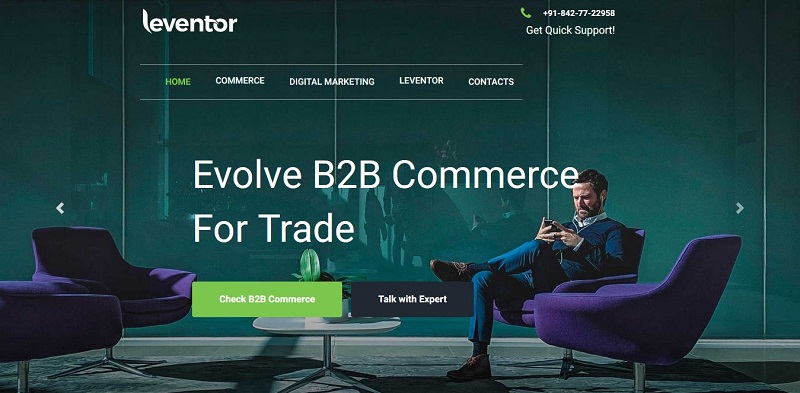 leventor
+91-842-77-22958
Get Quick Support!
HOME COMMERCE DIGITAL MARKETING LEVENTOR CONTACTS
Evolve B2B Commerce
For Trade
Check B2B Commerce Talk with Expert